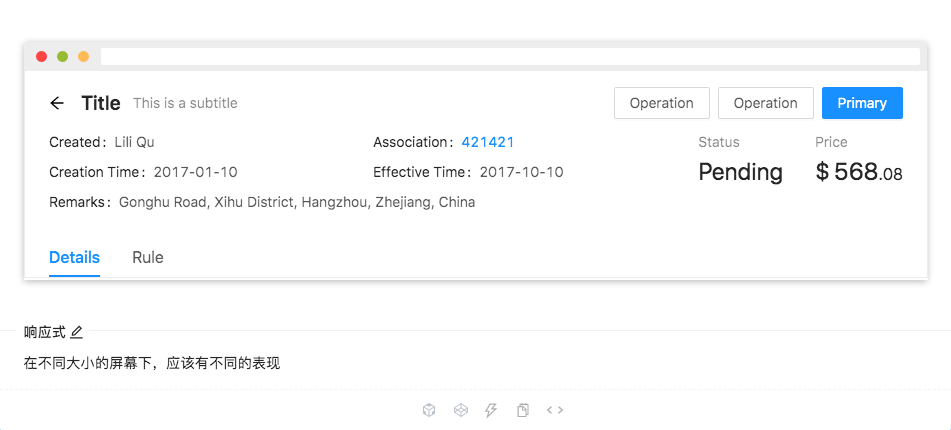 Title This is a subtitle Operation Operation Primary
Created: Lili Qu Association: 421421 Status Price
Creation Time: 2017-01-10 Effective Time: 2017-10-10 Pending $ 568.08
Remarks: Gonghu Road, Xihu District, Hangzhou, Zhejiang, China
Details Rule
响应式
在不同大小的屏幕下，应该有不同的表现